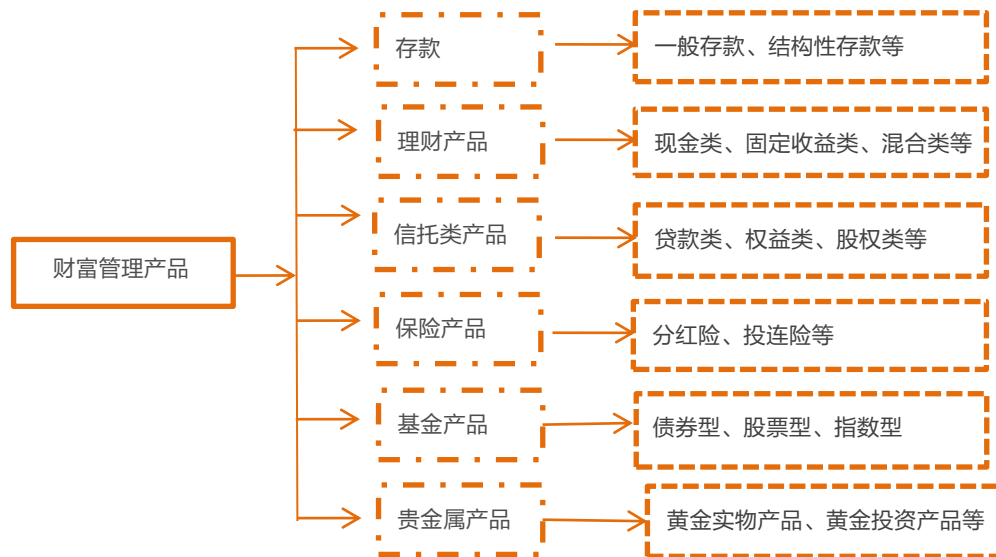 财富管理产品
存款
一般存款、结构性存款等
理财产品
现金类、固定收益类、混合类等
信托类产品
贷款类、权益类、股权类等
保险产品
分红险、投连险等
基金产品
债券型、股票型、指数型
贵金属产品
黄金实物产品、黄金投资产品等